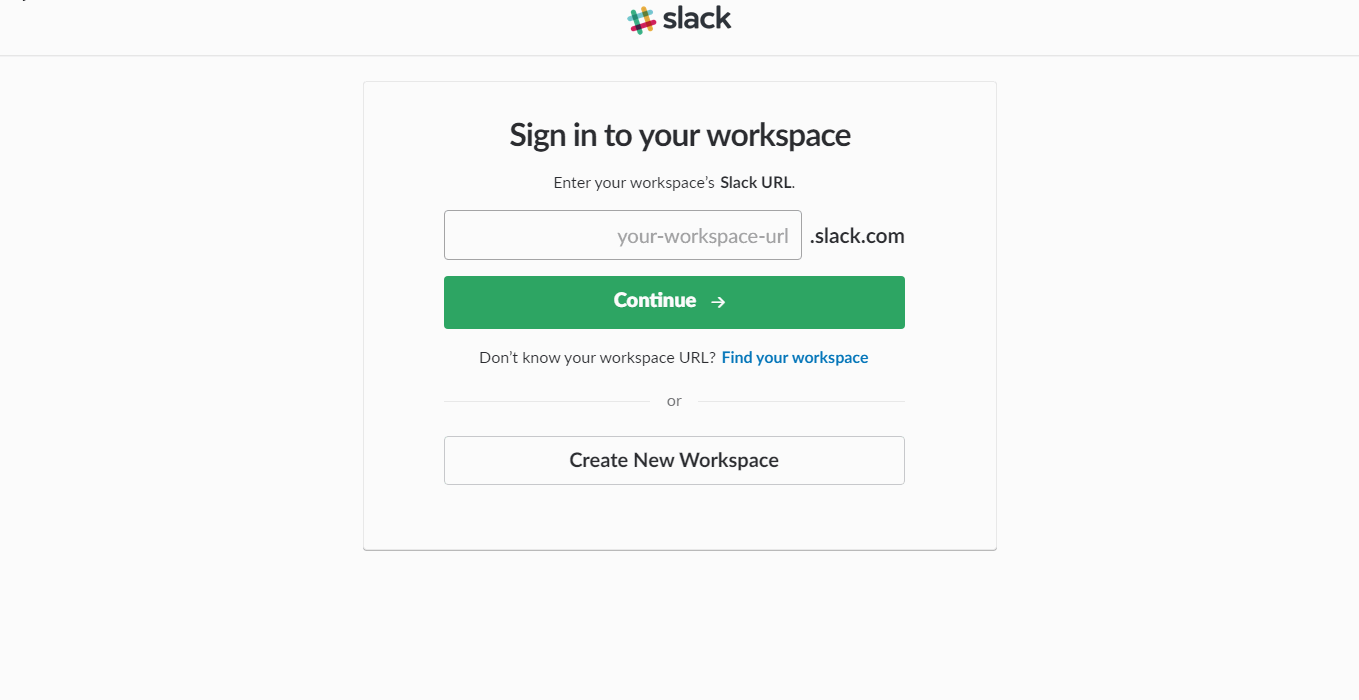 slack
Sign in to your workspace
Enter your workspace’s Slack URL.
your-workspace-url .slack.com
Continue →
Don’t know your workspace URL? Find your workspace
or
Create New Workspace